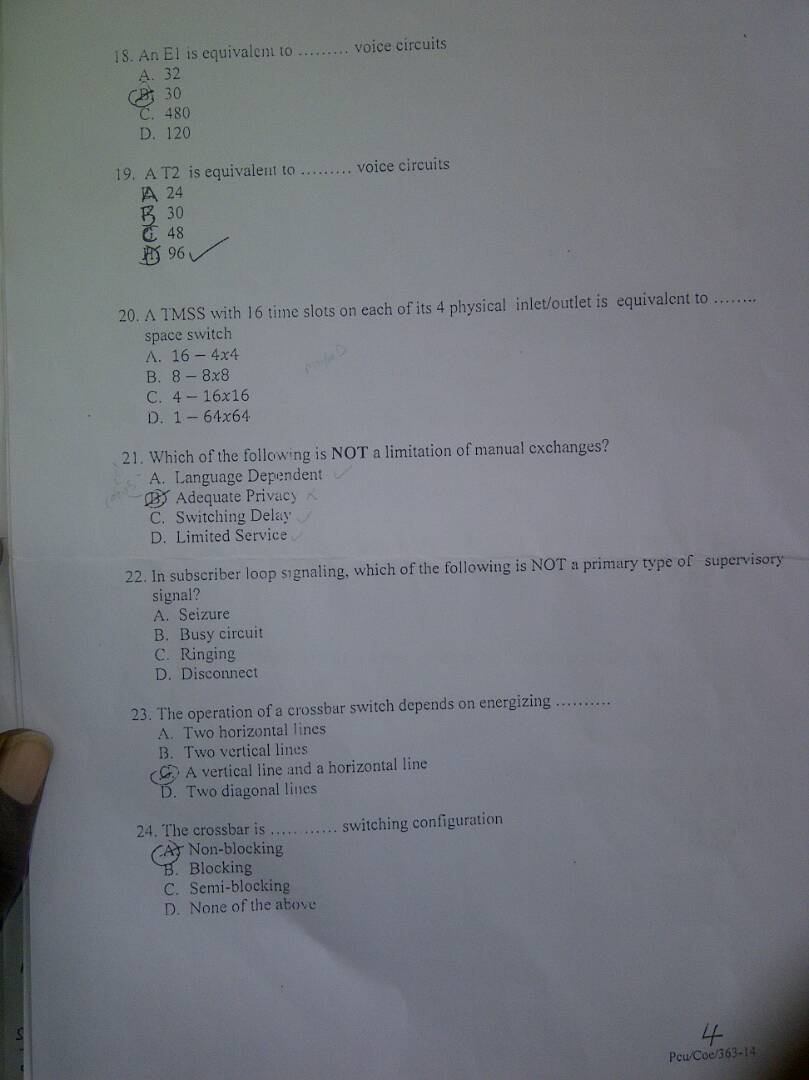 18. An E1 is equivalent to ......... voice circuits
A. 32
B. 30
C. 480
D. 120
19. A T2 is equivalent to ......... voice circuits
A 24
B 30
C 48
D 96
20. A TMSS with 16 time slots on each of its 4 physical inlet/outlet is equivalent to ........
space switch
A. 16 – 4x4
B. 8 – 8x8
C. 4 – 16x16
D. 1 – 64x64
21. Which of the following is NOT a limitation of manual exchanges?
A. Language Dependent
B. Adequate Privacy
C. Switching Delay
D. Limited Service
22. In subscriber loop signaling, which of the following is NOT a primary type of supervisory
signal?
A. Seizure
B. Busy circuit
C. Ringing
D. Disconnect
23. The operation of a crossbar switch depends on energizing ..........
A. Two horizontal lines
B. Two vertical lines
C. A vertical line and a horizontal line
D. Two diagonal lines
24. The crossbar is ..... ....... switching configuration
A. Non-blocking
B. Blocking
C. Semi-blocking
D. None of the above
4
Pcu/Coe/363-14